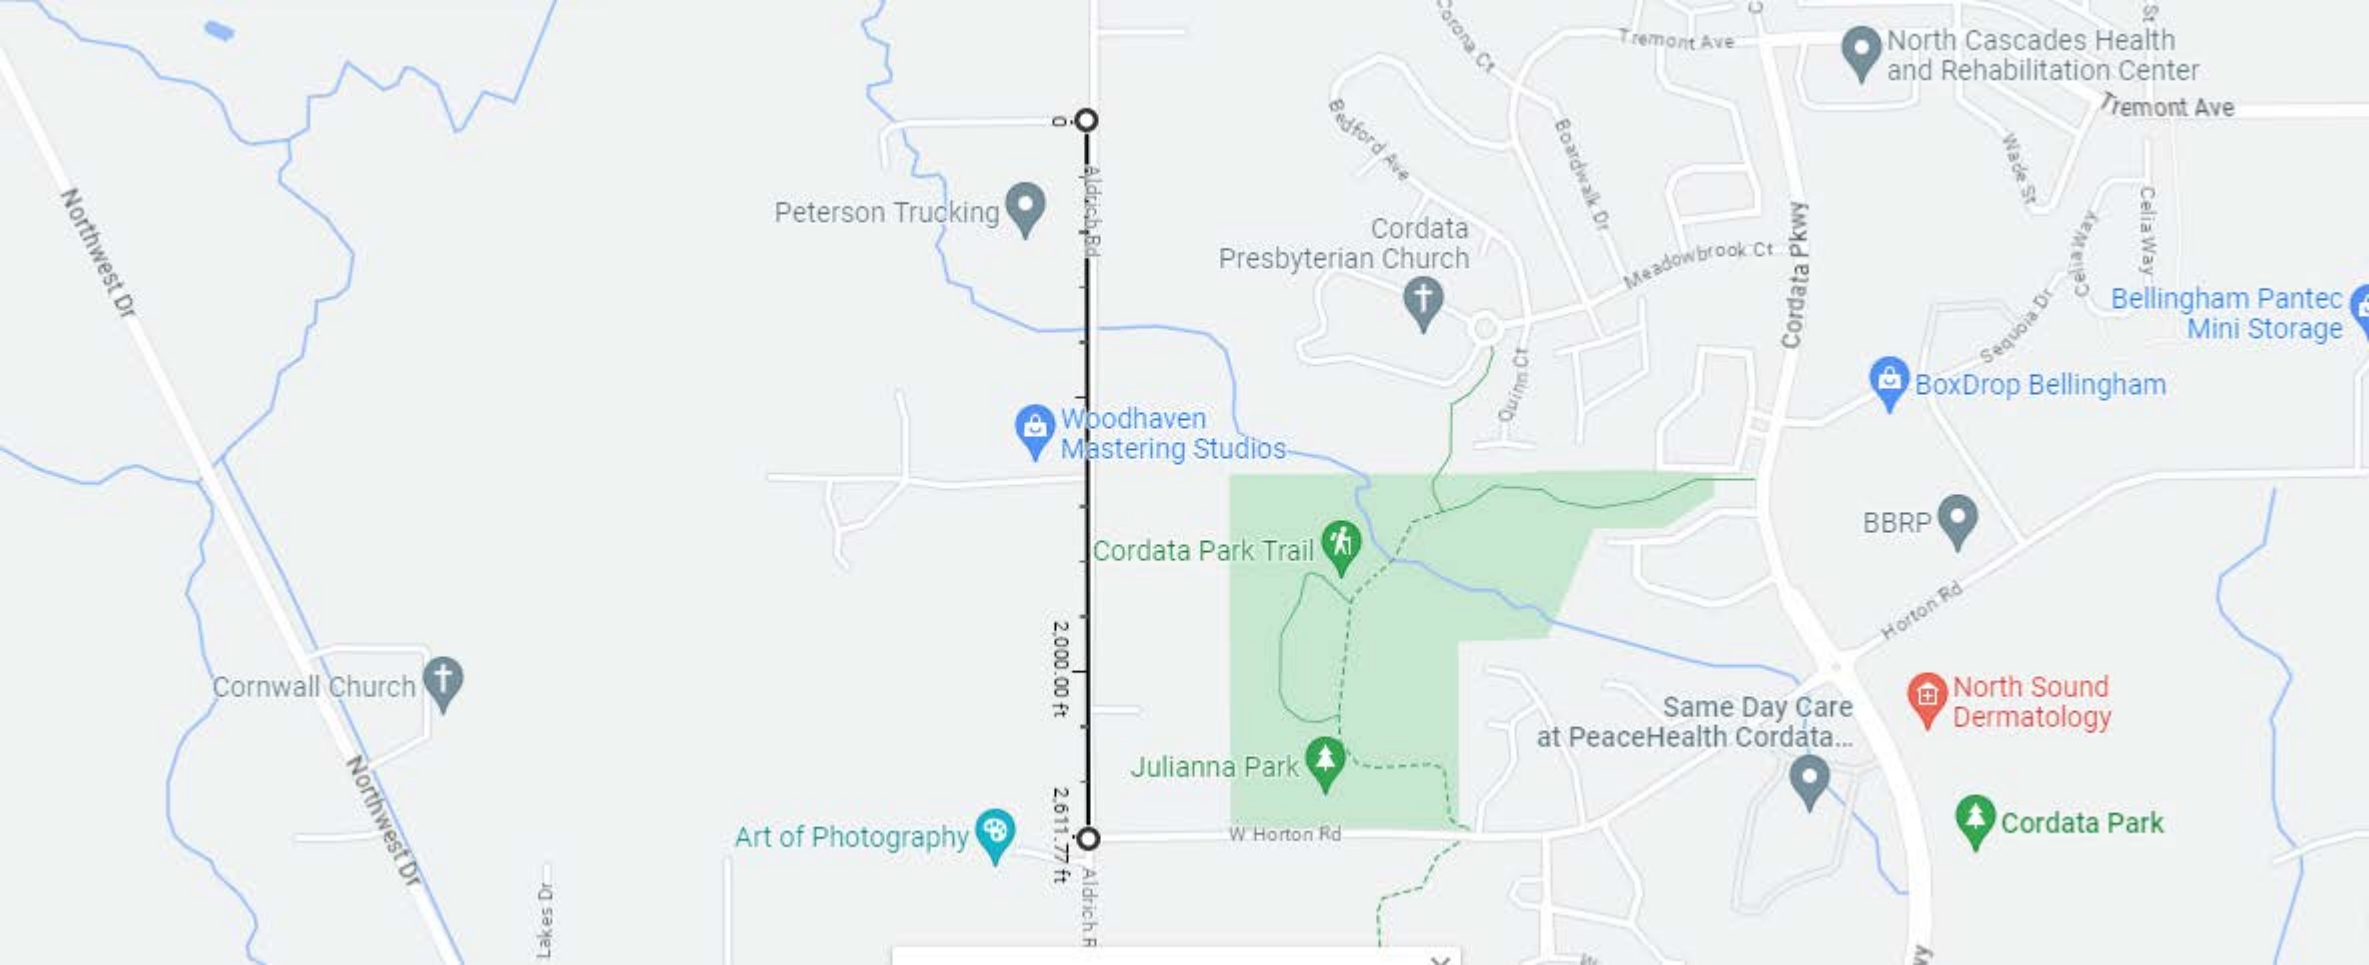 Corona Ct
Tremont Ave
St
North Cascades Health
and Rehabilitation Center
Tremont Ave
0
Bedford Ave
Boardwalk Dr
Wade St
Aldrich Rd
Northwest Dr
Peterson Trucking
Cordata
Presbyterian Church
Meadowbrook Ct
Cordata Pkwy
Celia Way
Celia Way
Bellingham Pantec
Mini Storage
Sequoia Dr
Quinn Ct
BoxDrop Bellingham
Woodhaven
Mastering Studios
BBRP
Cordata Park Trail
Horton Rd
2,000.00 ft
Cornwall Church
North Sound
Dermatology
Same Day Care
at PeaceHealth Cordata...
Julianna Park
Northwest Dr
2,611.77 ft
Art of Photography
W Horton Rd
Cordata Park
Lakes Dr
Aldrich R
wy